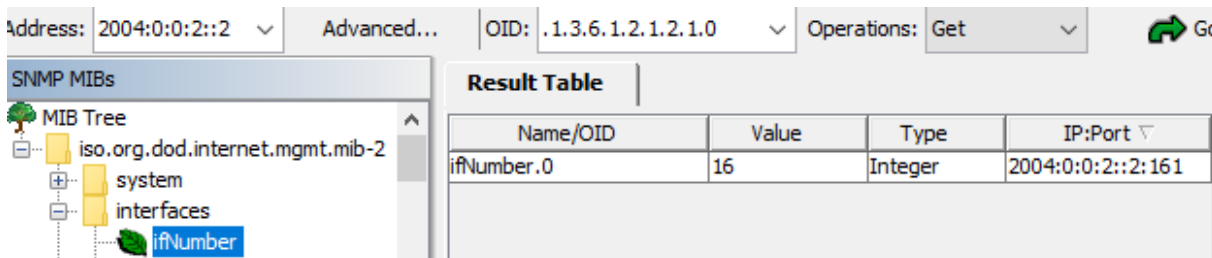 Address: 2004:0:0:2::2 Advanced... OID: .1.3.6.1.2.1.2.1.0 Operations: Get Go
SNMP MIBs
MIB Tree
iso.org.dod.internet.mgmt.mib-2
system
interfaces
ifNumber
Result Table
Name/OID Value Type IP:Port
ifNumber.0 16 Integer 2004:0:0:2::2:161